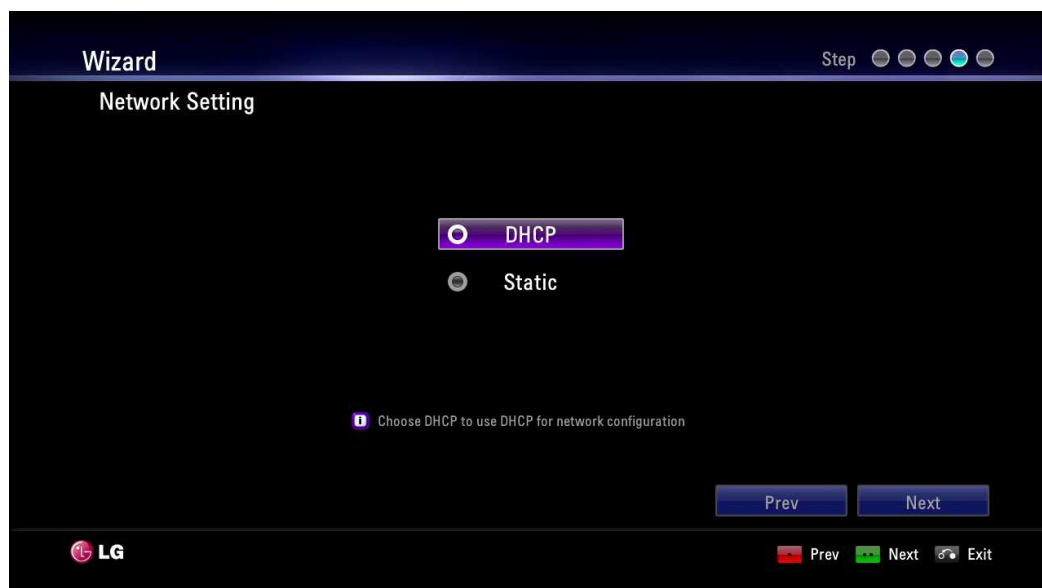 Wizard
Step
Network Setting
DHCP
Static
Choose DHCP to use DHCP for network configuration
Prev Next
LG
Prev Next Exit